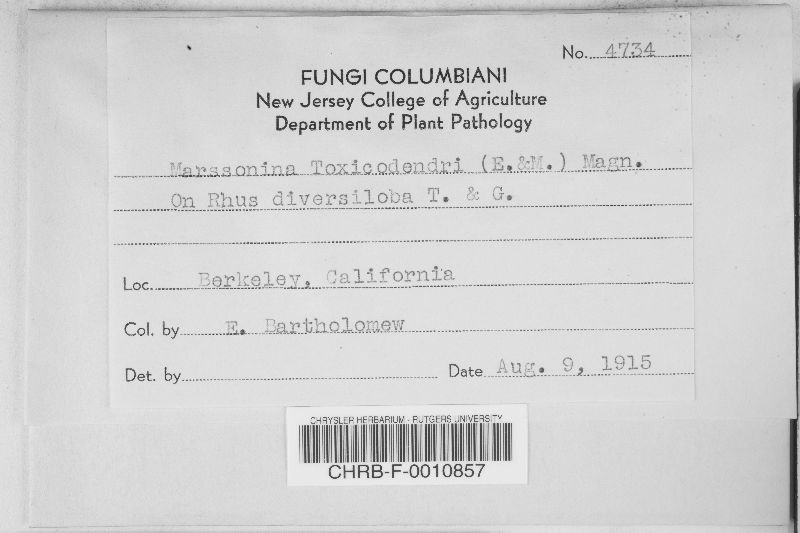 No. 4734
FUNGI COLUMBIANI
New Jersey College of Agriculture
Department of Plant Pathology
Marssonina Toxicodendri (E.&M.) Magn.
On Rhus diversiloba T. & G.
Loc. Berkeley, California
Col. by E. Bartholomew
Det. by
Date Aug. 9, 1915
CHRYSLER HERBARIUM - RUTGERS UNIVERSITY
CHRB-F-0010857